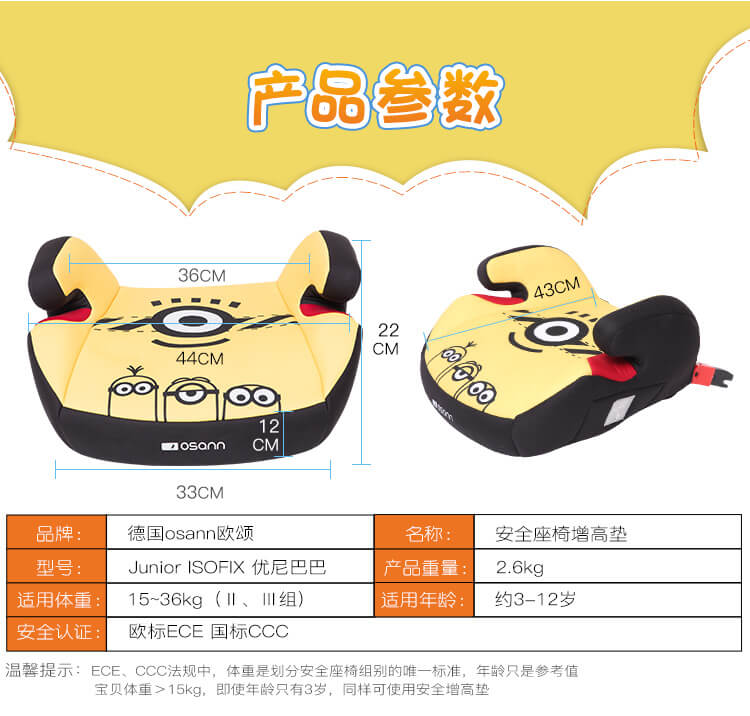 产品参数
36CM
44CM
22
CM
12
CM
osann
33CM
43CM
osann
品牌： 德国osann欧颂 名称： 安全座椅增高垫
型号： Junior ISOFIX 优尼巴巴 产品重量： 2.6kg
适用体重： 15~36kg（Ⅱ、Ⅲ组） 适用年龄： 约3-12岁
安全认证： 欧标ECE 国标CCC
温馨提示：ECE、CCC法规中，体重是划分安全座椅组别的唯一标准，年龄只是参考值
宝贝体重＞15kg，即使年龄只有3岁，同样可使用安全增高垫